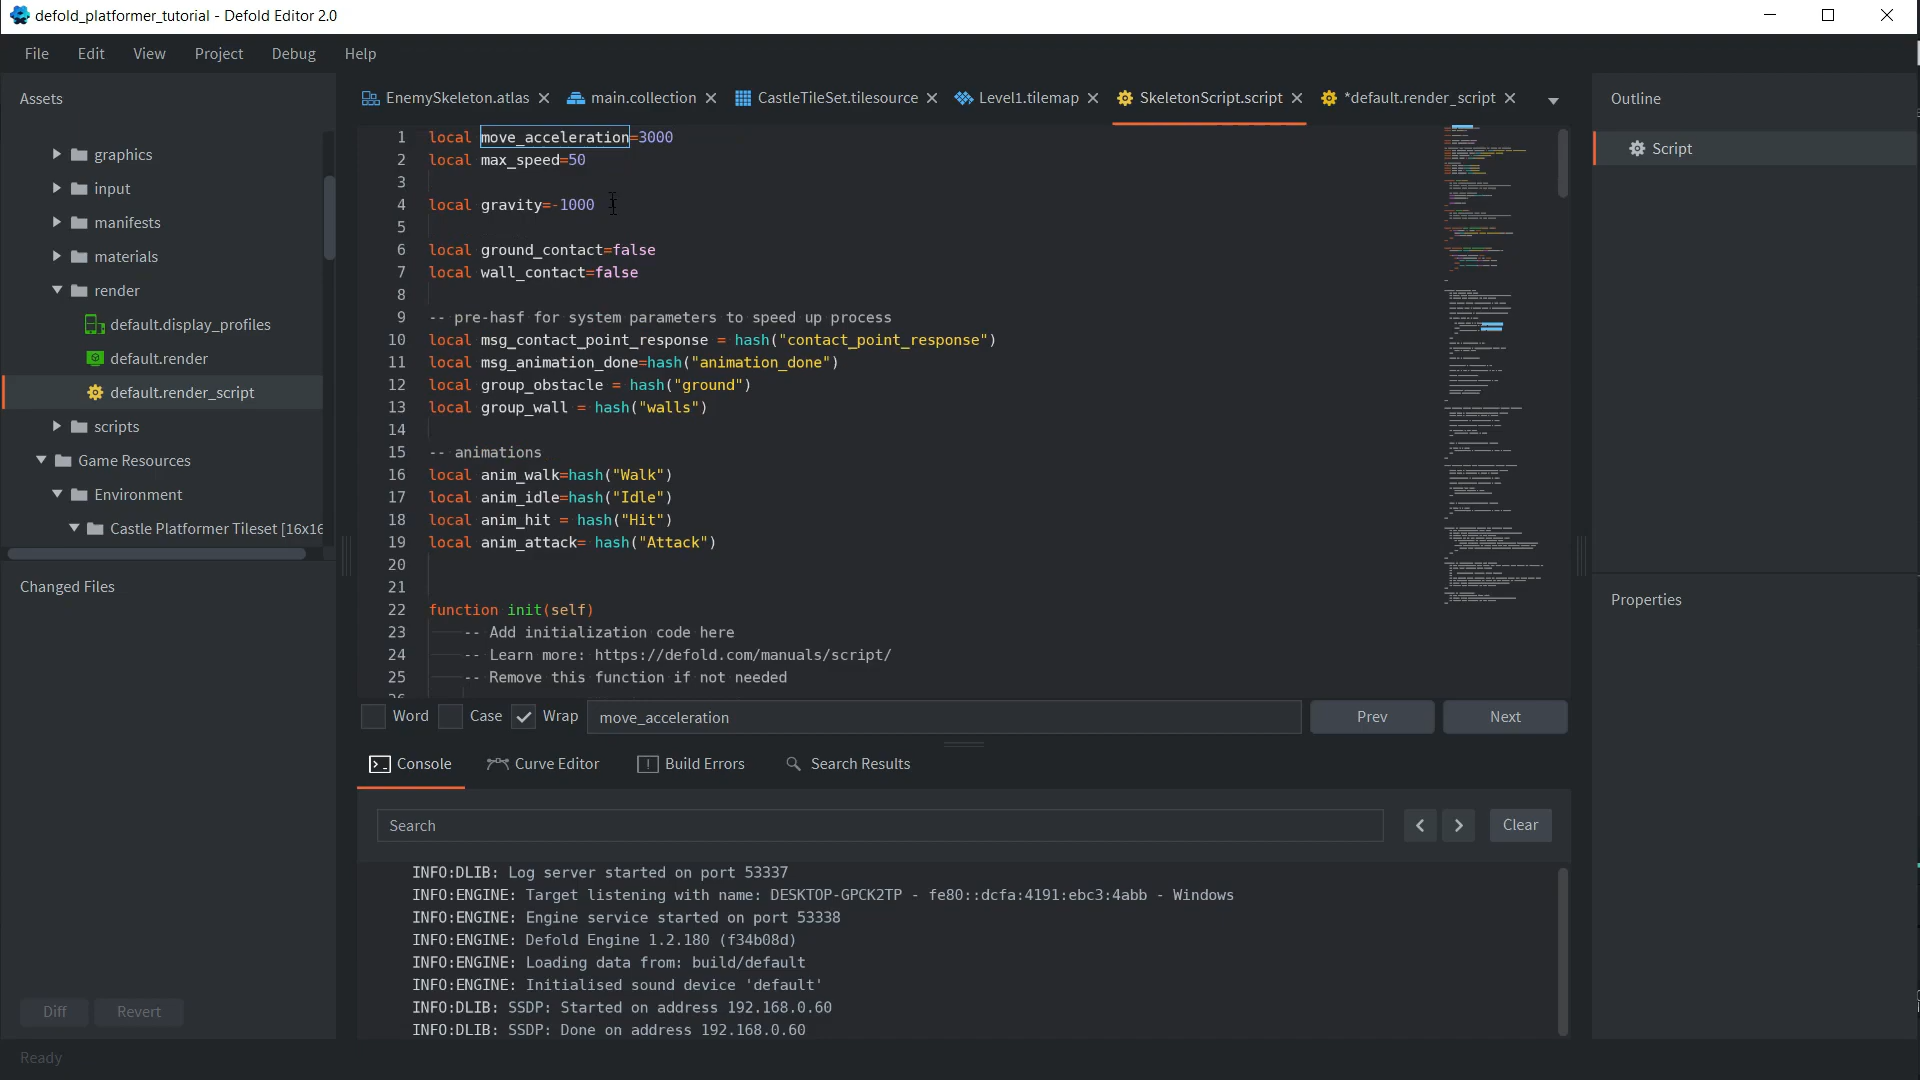 defold_platformer_tutorial - Defold Editor 2.0
File Edit View Project Debug Help
Assets
graphics
input
manifests
materials
render
default.display_profiles
default.render
default.render_script
scripts
Game Resources
Environment
Castle Platformer Tileset [16x16
Changed Files
Diff Revert
Ready
EnemySkeleton.atlas main.collection CastleTileSet.tilesource Level1.tilemap SkeletonScript.script *default.render_script
1 local move_acceleration=3000
2 local max_speed=50
3
4 local gravity=-1000
5
6 local ground_contact=false
7 local wall_contact=false
8
9 -- pre-hasf for system parameters to speed up process
10 local msg_contact_point_response = hash("contact_point_response")
11 local msg_animation_done=hash("animation_done")
12 local group_obstacle = hash("ground")
13 local group_wall = hash("walls")
14
15 -- animations
16 local anim_walk=hash("Walk")
17 local anim_idle=hash("Idle")
18 local anim_hit = hash("Hit")
19 local anim_attack= hash("Attack")
20
21
22 function init(self)
23 -- Add initialization code here
24 -- Learn more: https://defold.com/manuals/script/
25 -- Remove this function if not needed
Word Case Wrap move_acceleration Prev Next
Console Curve Editor Build Errors Search Results
Search Clear
INFO:DLIB: Log server started on port 53337
INFO:ENGINE: Target listening with name: DESKTOP-GPCK2TP - fe80::dcfa:4191:ebc3:4abb - Windows
INFO:ENGINE: Engine service started on port 53338
INFO:ENGINE: Defold Engine 1.2.180 (f34b08d)
INFO:ENGINE: Loading data from: build/default
INFO:ENGINE: Initialised sound device 'default'
INFO:DLIB: SSDP: Started on address 192.168.0.60
INFO:DLIB: SSDP: Done on address 192.168.0.60
Outline
Script
Properties